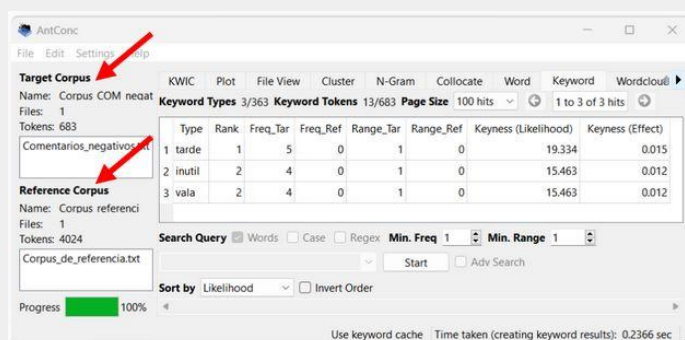 AntConc
File Edit Settings Help
Target Corpus
Name: Corpus COM negat
Files: 1
Tokens: 683
Comentarios_negativos.txt
Reference Corpus
Name: Corpus referenci
Files: 1
Tokens: 4024
Corpus_de_referencia.txt
Progress 100%
KWIC Plot File View Cluster N-Gram Collocate Word Keyword Wordcloud
Keyword Types 3/363 Keyword Tokens 13/683 Page Size 100 hits 1 to 3 of 3 hits
Type Rank Freq_Tar Freq_Ref Range_Tar Range_Ref Keyness (Likelihood) Keyness (Effect)
1 tarde 1 5 0 1 0 19.334 0.015
2 inutil 2 4 0 1 0 15.463 0.012
3 vala 2 4 0 1 0 15.463 0.012
Search Query Words Case Regex Min. Freq 1 Min. Range 1
Start Adv Search
Sort by Likelihood Invert Order
Use keyword cache Time taken (creating keyword results): 0.2366 sec